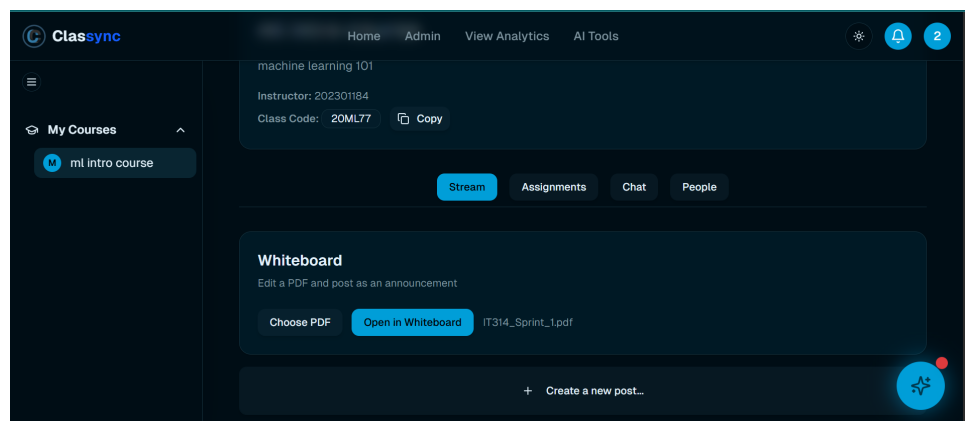 Classync
Home Admin View Analytics AI Tools
2
machine learning 101
Instructor: 202301184
Class Code: 20ML77 Copy
My Courses
M ml intro course
Stream Assignments Chat People
Whiteboard
Edit a PDF and post as an announcement
Choose PDF Open in Whiteboard IT314_Sprint_1.pdf
+ Create a new post...